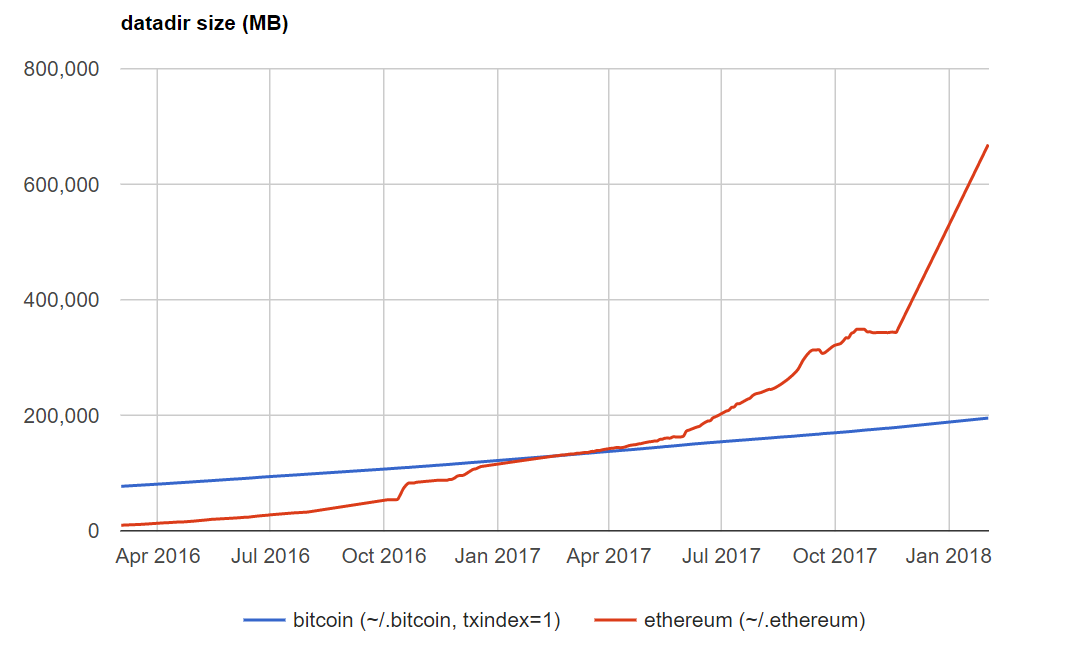 datadir size (MB)
800,000
600,000
400,000
200,000
0
Apr 2016 Jul 2016 Oct 2016 Jan 2017 Apr 2017 Jul 2017 Oct 2017 Jan 2018
bitcoin (~/.bitcoin, txindex=1) ethereum (~/.ethereum)